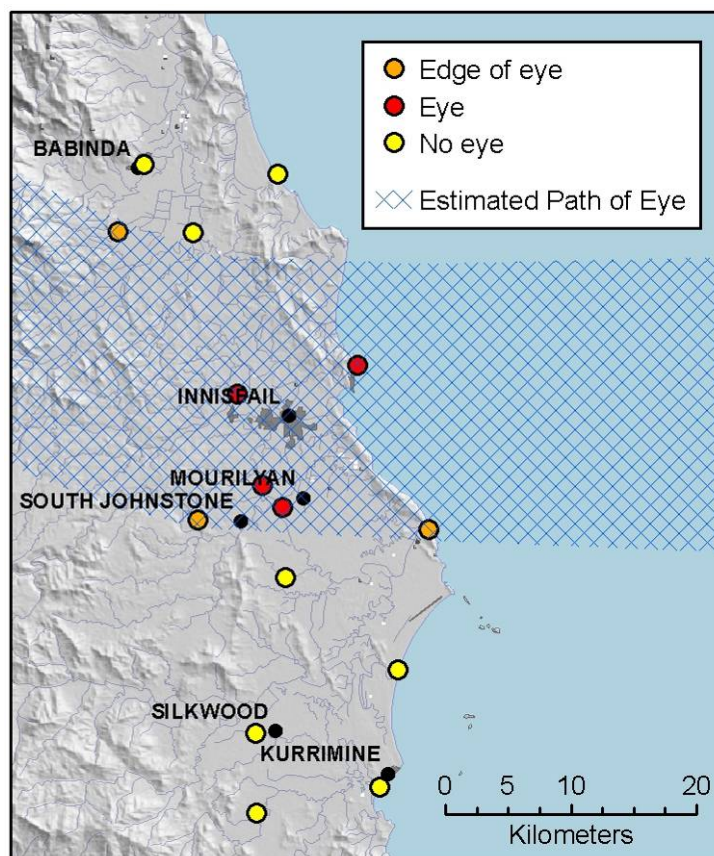 Edge of eye
Eye
No eye
Estimated Path of Eye
BABINDA
INNISFAIL
MOURILYAN
SOUTH JOHNSTONE
SILKWOOD
KURRIMINE
0 5 10 20
Kilometers